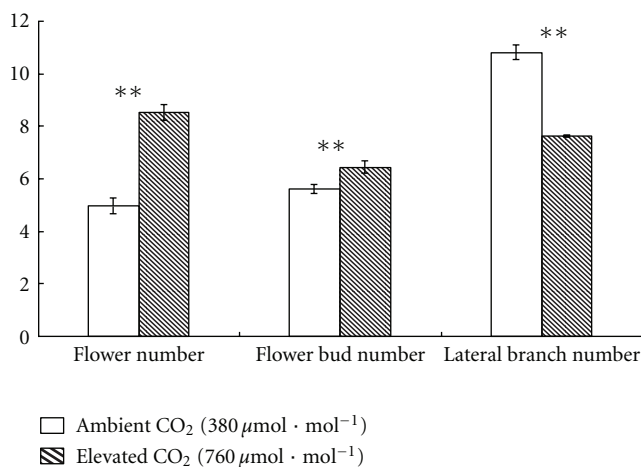 12
10
8
6
4
2
0
∗∗
∗∗
∗∗
Flower number
Flower bud number
Lateral branch number
Ambient CO₂ (380 µmol · mol⁻¹)
Elevated CO₂ (760 µmol · mol⁻¹)